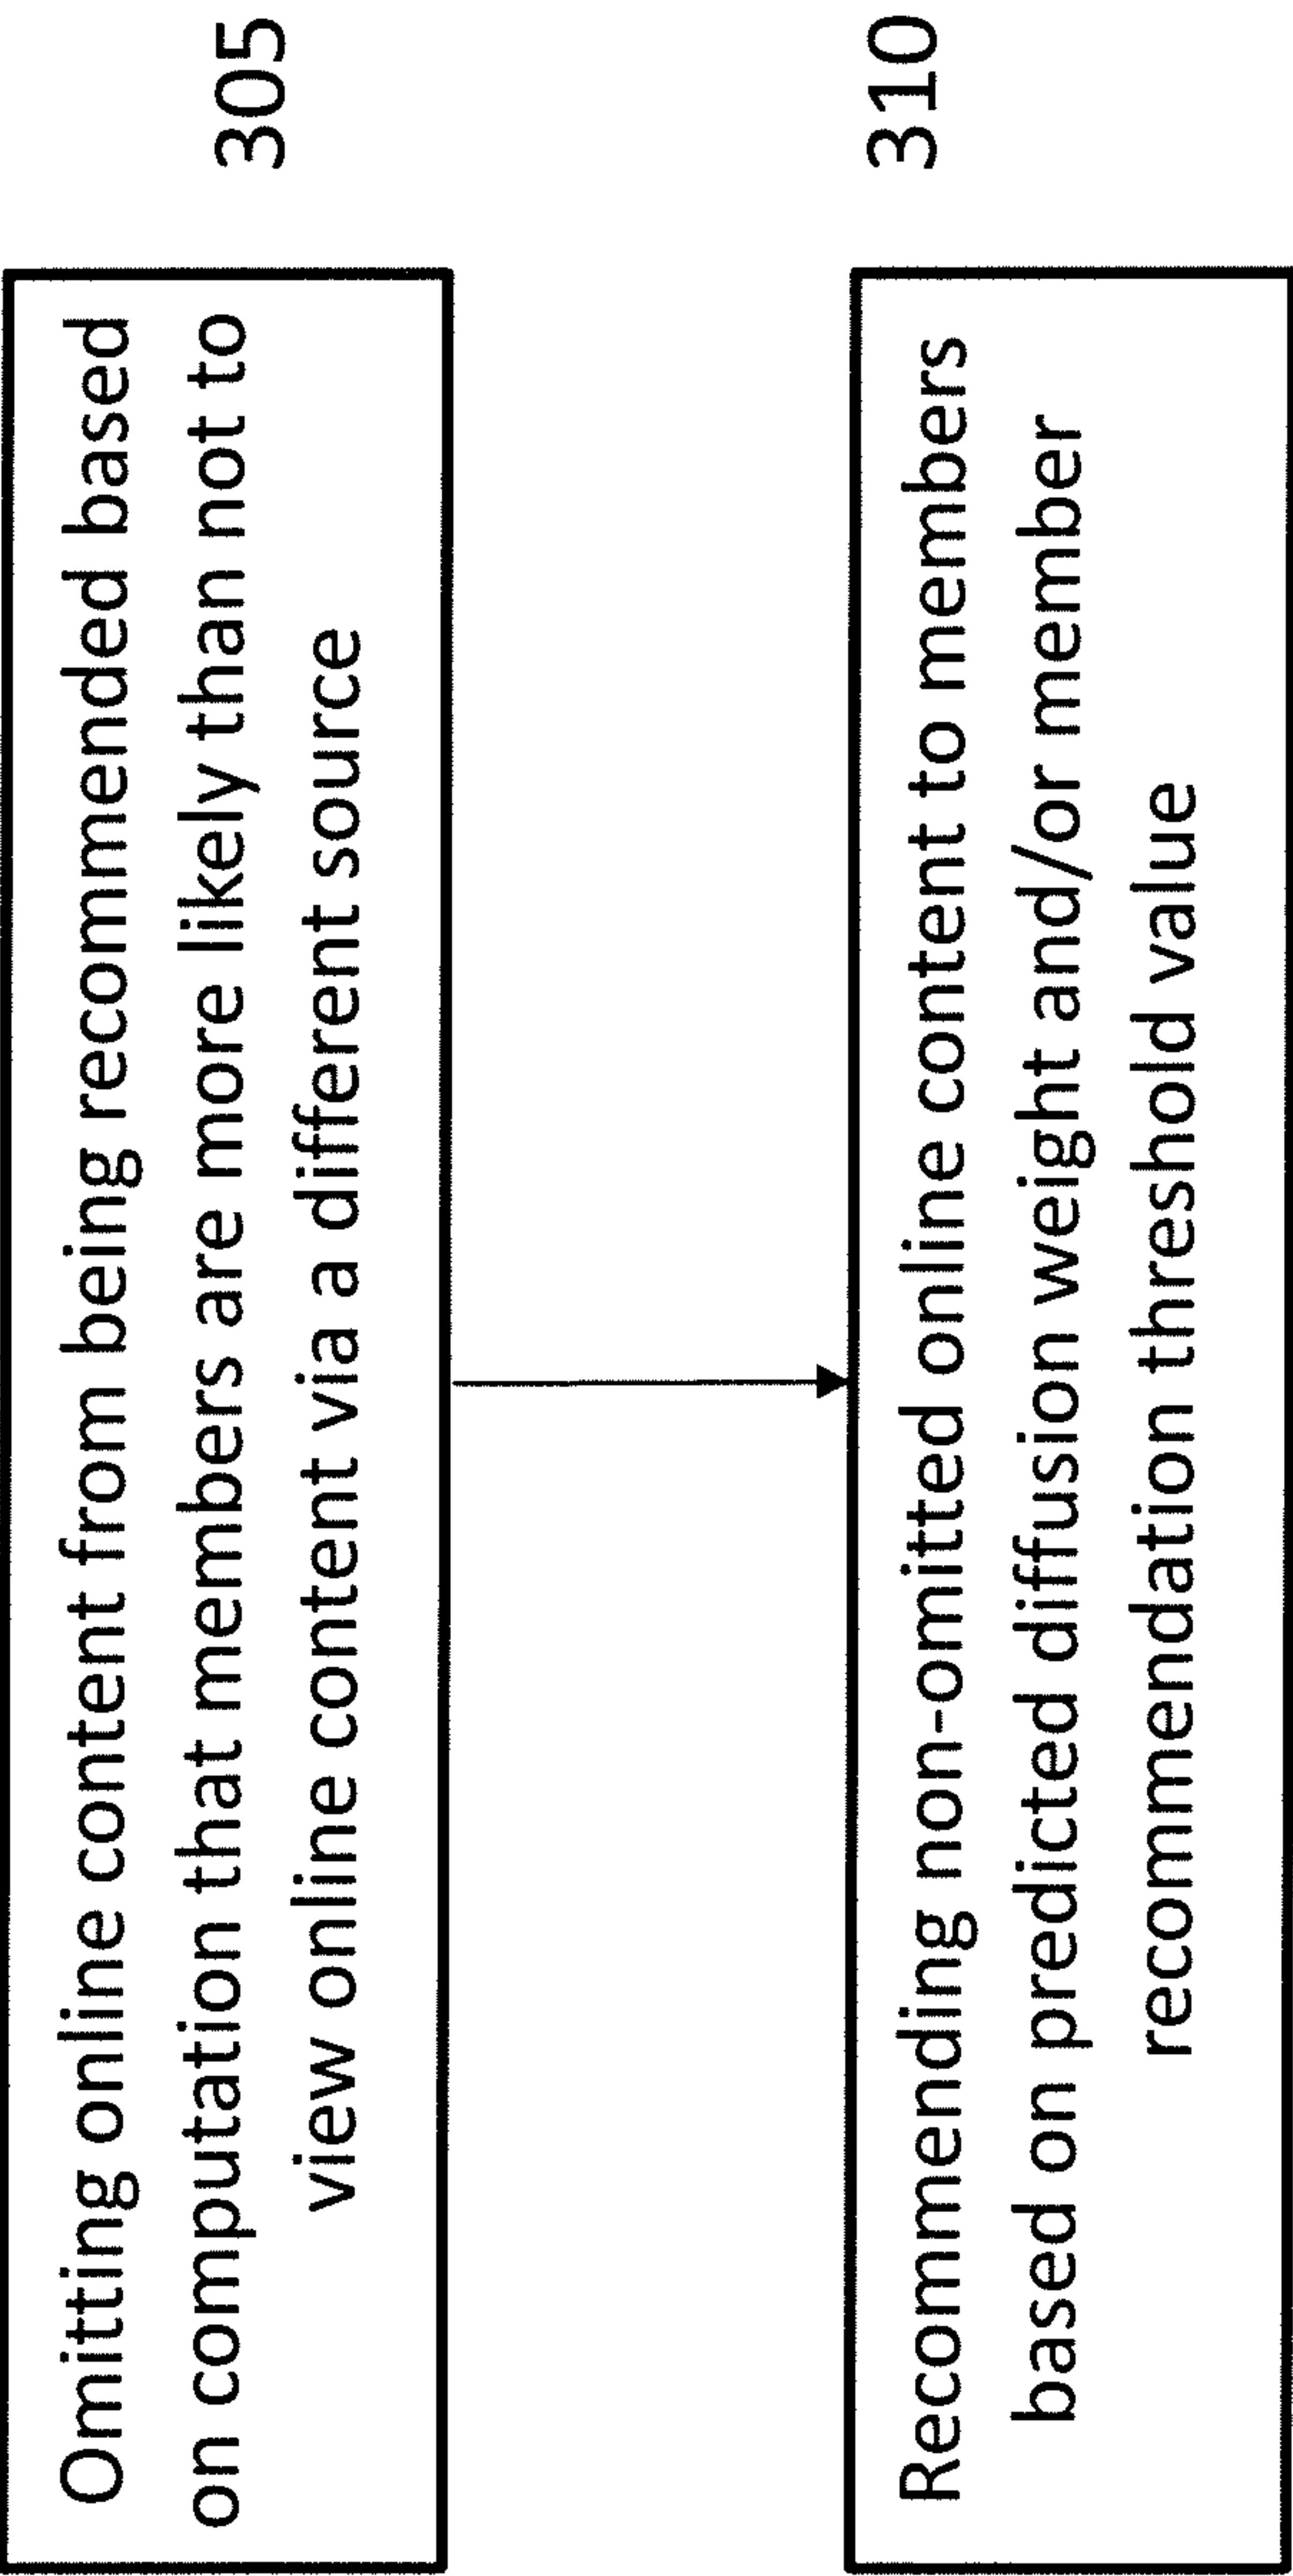 Omitting online content from being recommended based
on computation that members are more likely than not to
view online content via a different source
305
Recommending non-omitted online content to members
based on predicted diffusion weight and/or member
recommendation threshold value
310